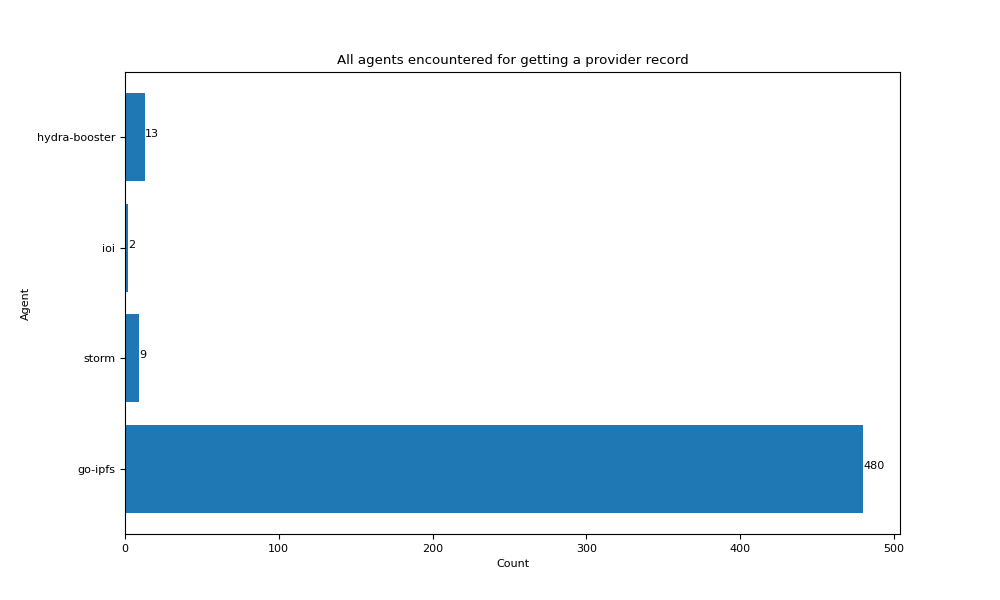 All agents encountered for getting a provider record
hydra-booster
13
ioi
2
Agent
storm
9
go-ipfs
480
0 100 200 300 400 500
Count